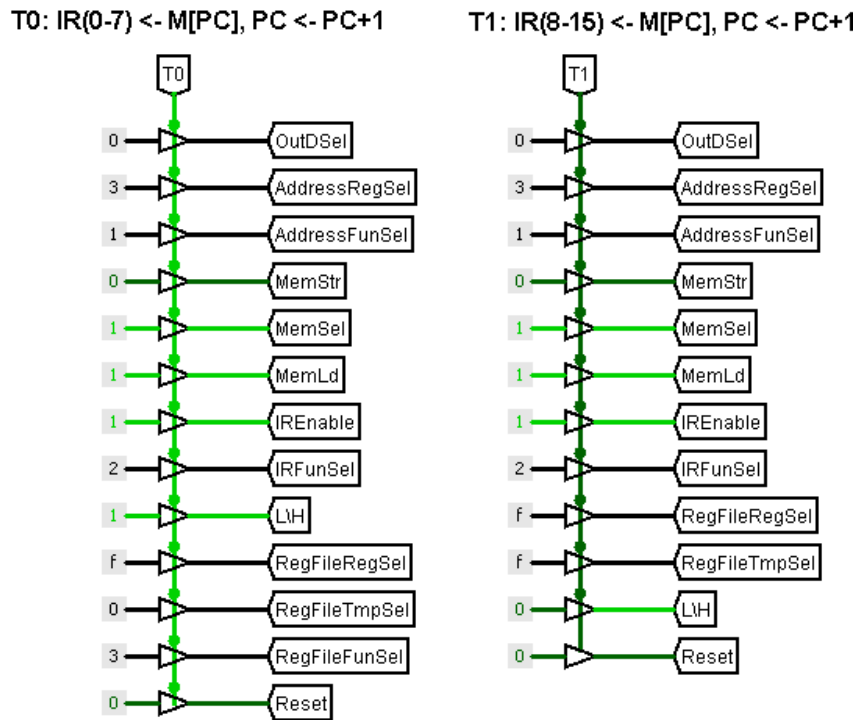 T0: IR(0-7) <- M[PC], PC <- PC+1
T0
0 OutDSel
3 AddressRegSel
1 AddressFunSel
0 MemStr
1 MemSel
1 MemLd
1 IREnable
2 IRFunSel
1 L\H
f RegFileRegSel
0 RegFileTmpSel
3 RegFileFunSel
0 Reset
T1: IR(8-15) <- M[PC], PC <- PC+1
T1
0 OutDSel
3 AddressRegSel
1 AddressFunSel
0 MemStr
1 MemSel
1 MemLd
1 IREnable
2 IRFunSel
f RegFileRegSel
f RegFileTmpSel
0 L\H
0 Reset